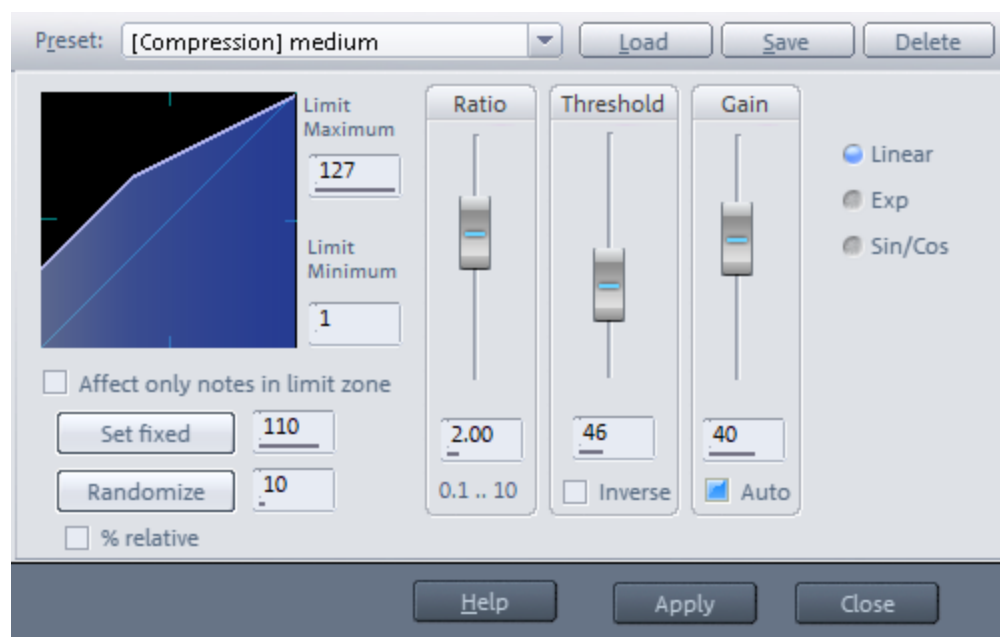 Preset: [Compression] medium Load Save Delete
Limit Maximum
127
Limit Minimum
1
Ratio
2.00
0.1 .. 10
Threshold
46
Inverse
Gain
40
Auto
Linear
Exp
Sin/Cos
Affect only notes in limit zone
Set fixed 110
Randomize 10
% relative
Help Apply Close